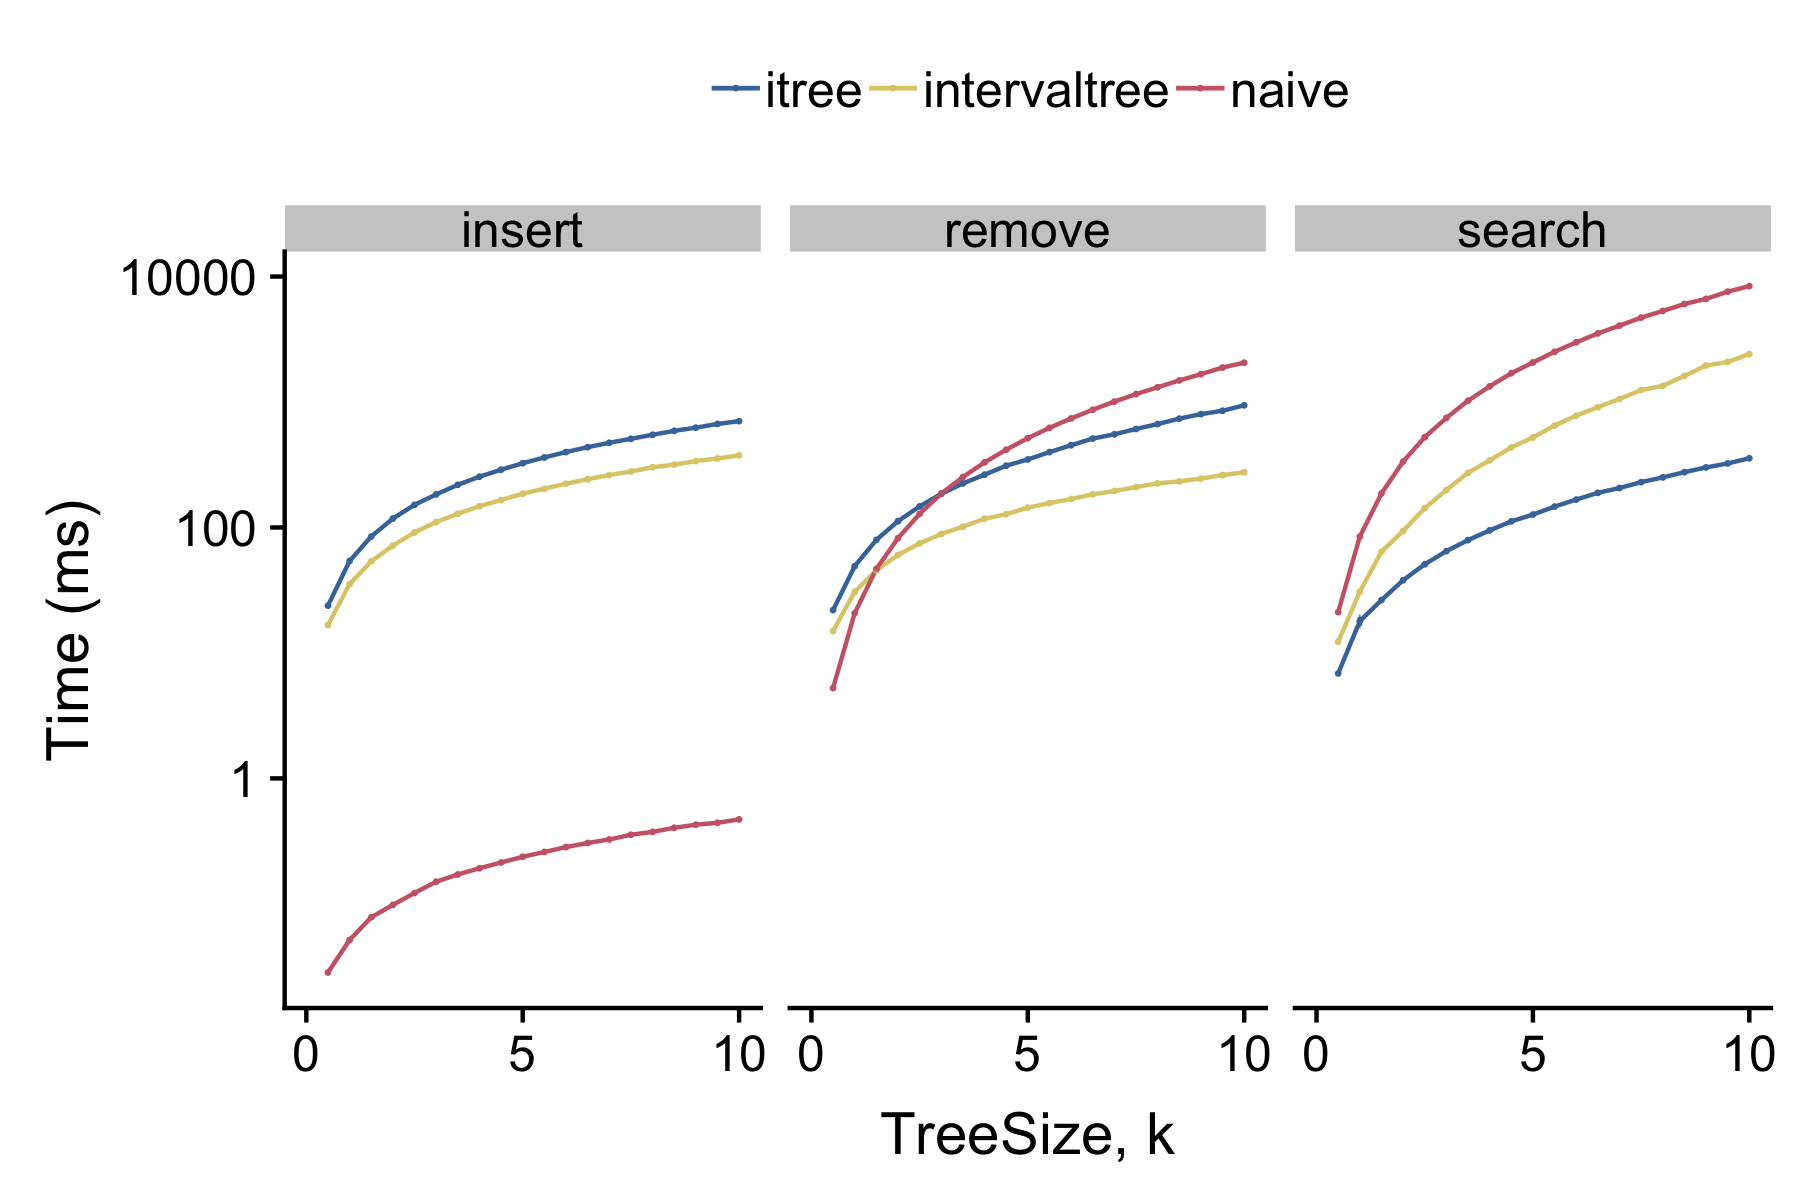 itree intervaltree naive
insert remove search
10000
100
1
Time (ms)
0 5 10 0 5 10 0 5 10
TreeSize, k